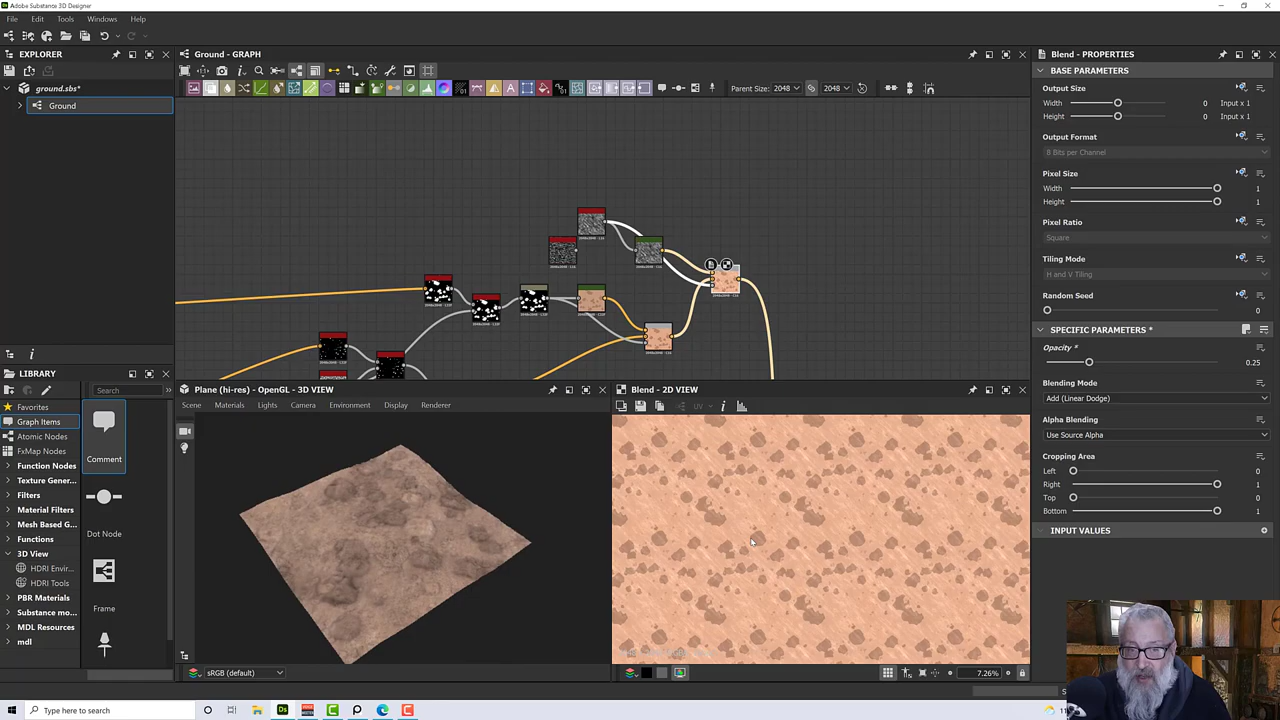 Adobe Substance 3D Designer
File Edit Tools Windows Help
EXPLORER
ground.sbs*
Ground
LIBRARY
Search
Favorites
Graph Items
Atomic Nodes
FxMap Nodes
Function Nodes
Texture Gener...
Filters
Material Filters
Mesh Based G...
Functions
3D View
HDRI Envir...
HDRI Tools
PBR Materials
Substance mo...
MDL Resources
mdl
Comment
Dot Node
Frame
Ground - GRAPH
Parent Size: 2048 2048
Plane (hi-res) - OpenGL - 3D VIEW
Scene Materials Lights Camera Environment Display Renderer
sRGB (default)
Blend - 2D VIEW
UV
7.26%
Blend - PROPERTIES
BASE PARAMETERS
Output Size
Width 0 Input x 1
Height 0 Input x 1
Output Format
8 Bits per Channel
Pixel Size
Width 1
Height 1
Pixel Ratio
Square
Tiling Mode
H and V Tiling
Random Seed
0
SPECIFIC PARAMETERS *
Opacity *
0.25
Blending Mode
Add (Linear Dodge)
Alpha Blending
Use Source Alpha
Cropping Area
Left 0
Right 1
Top 0
Bottom 1
INPUT VALUES
Type here to search